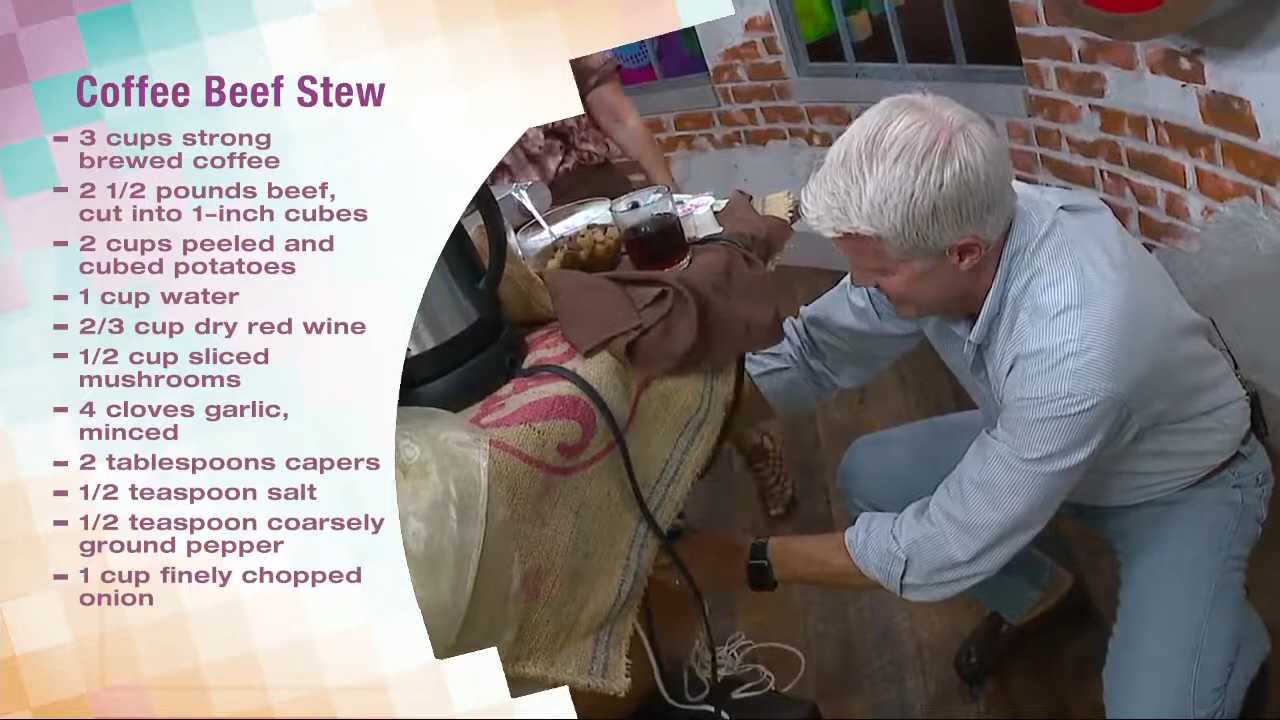 Coffee Beef Stew
– 3 cups strong
brewed coffee
– 2 1/2 pounds beef,
cut into 1-inch cubes
– 2 cups peeled and
cubed potatoes
– 1 cup water
– 2/3 cup dry red wine
– 1/2 cup sliced
mushrooms
– 4 cloves garlic,
minced
– 2 tablespoons capers
– 1/2 teaspoon salt
– 1/2 teaspoon coarsely
ground pepper
– 1 cup finely chopped
onion